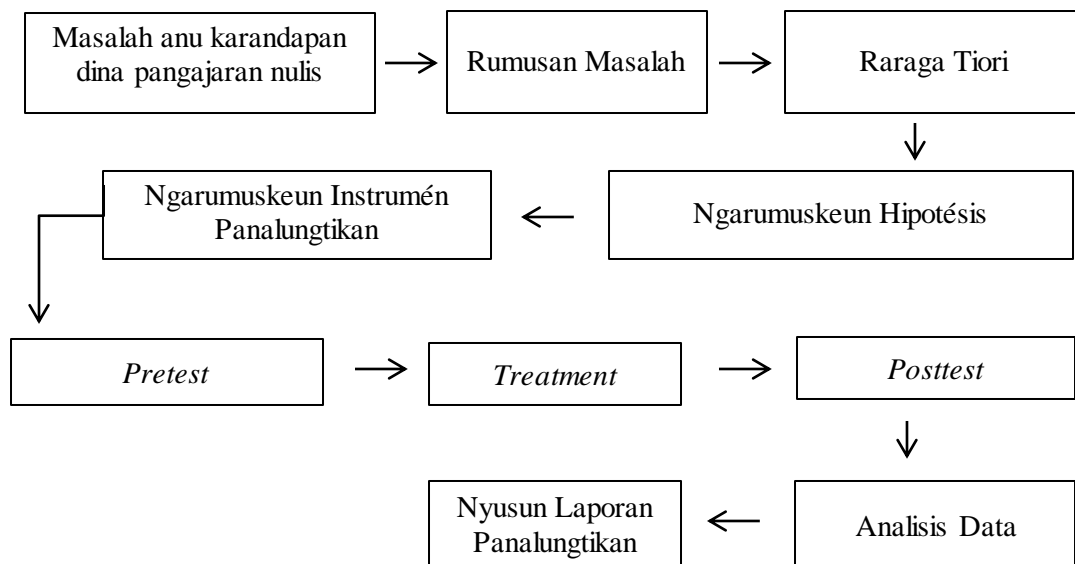 Masalah anu karandapan
dina pangajaran nulis
Rumusan Masalah
Raraga Tiori
Ngarumuskeun Hipotésis
Ngarumuskeun Instrumén
Panalungtikan
Pretest
Treatment
Posttest
Analisis Data
Nyusun Laporan
Panalungtikan